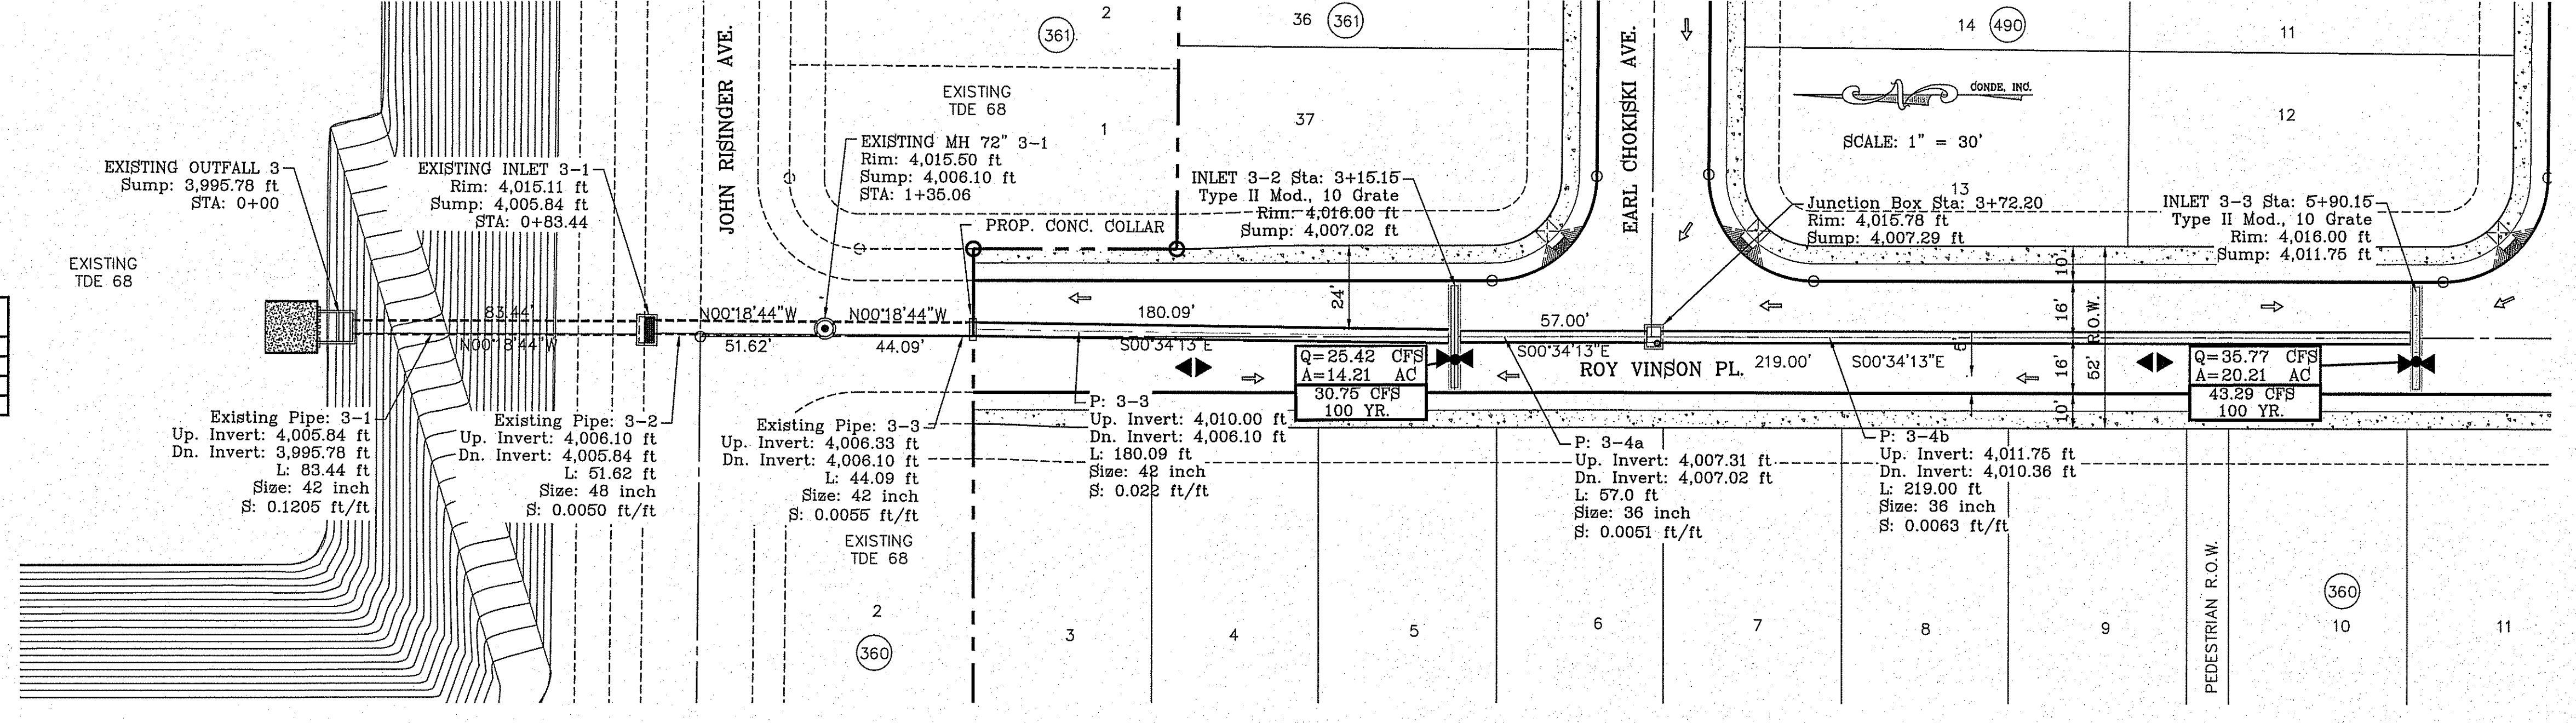 JOHN RISINGER AVE.
361
2
36
361
EARL CHOKISKI AVE.
14
490
11
EXISTING
TDE 68
1
37
CONDE, INC.
SCALE: 1" = 30'
12
13
EXISTING OUTFALL 3
Sump: 3,995.78 ft
STA: 0+00
EXISTING INLET 3-1
Rim: 4,015.11 ft
Sump: 4,005.84 ft
STA: 0+83.44
EXISTING MH 72" 3-1
Rim: 4,015.50 ft
Sump: 4,006.10 ft
STA: 1+35.06
PROP. CONC. COLLAR
INLET 3-2 Sta: 3+15.15
Type II Mod., 10 Grate
Rim: 4,016.00 ft
Sump: 4,007.02 ft
Junction Box Sta: 3+72.20
Rim: 4,015.78 ft
Sump: 4,007.29 ft
INLET 3-3 Sta: 5+90.15
Type II Mod., 10 Grate
Rim: 4,016.00 ft
Sump: 4,011.75 ft
EXISTING
TDE 68
83.44'
N00°18'44"W
N00°18'44"W
51.62'
N00°18'44"W
44.09'
180.09'
S00°34'13"E
24'
57.00'
S00°34'13"E
ROY VINSON PL.
219.00'
S00°34'13"E
5'
10'
16'
16'
10'
52'
R.O.W.
Q=25.42 CFS
A=14.21 AC
30.75 CFS
100 YR.
Q=35.77 CFS
A=20.21 AC
43.29 CFS
100 YR.
Existing Pipe: 3-1
Up. Invert: 4,005.84 ft
Dn. Invert: 3,995.78 ft
L: 83.44 ft
Size: 42 inch
S: 0.1205 ft/ft
Existing Pipe: 3-2
Up. Invert: 4,006.10 ft
Dn. Invert: 4,005.84 ft
L: 51.62 ft
Size: 48 inch
S: 0.0050 ft/ft
Existing Pipe: 3-3
Up. Invert: 4,006.33 ft
Dn. Invert: 4,006.10 ft
L: 44.09 ft
Size: 42 inch
S: 0.0055 ft/ft
P: 3-3
Up. Invert: 4,010.00 ft
Dn. Invert: 4,006.10 ft
L: 180.09 ft
Size: 42 inch
S: 0.022 ft/ft
P: 3-4a
Up. Invert: 4,007.31 ft
Dn. Invert: 4,007.02 ft
L: 57.0 ft
Size: 36 inch
S: 0.0051 ft/ft
P: 3-4b
Up. Invert: 4,011.75 ft
Dn. Invert: 4,010.36 ft
L: 219.00 ft
Size: 36 inch
S: 0.0063 ft/ft
EXISTING
TDE 68
2
360
3
4
5
6
7
8
9
PEDESTRIAN R.O.W.
360
10
11